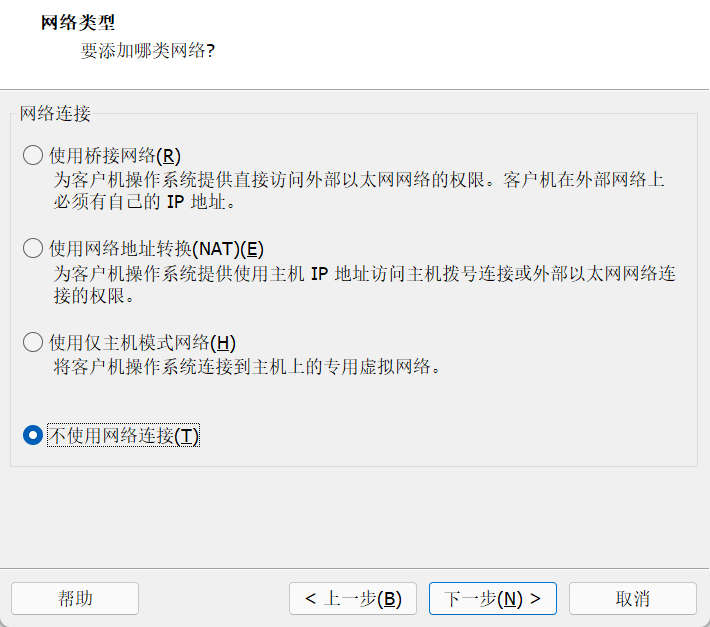 网络类型
要添加哪类网络?
网络连接
使用桥接网络(R)
为客户机操作系统提供直接访问外部以太网网络的权限。客户机在外部网络上
必须有自己的 IP 地址。
使用网络地址转换(NAT)(E)
为客户机操作系统提供使用主机 IP 地址访问主机拨号连接或外部以太网网络连
接的权限。
使用仅主机模式网络(H)
将客户机操作系统连接到主机上的专用虚拟网络。
不使用网络连接(T)
帮助
< 上一步(B)
下一步(N) >
取消